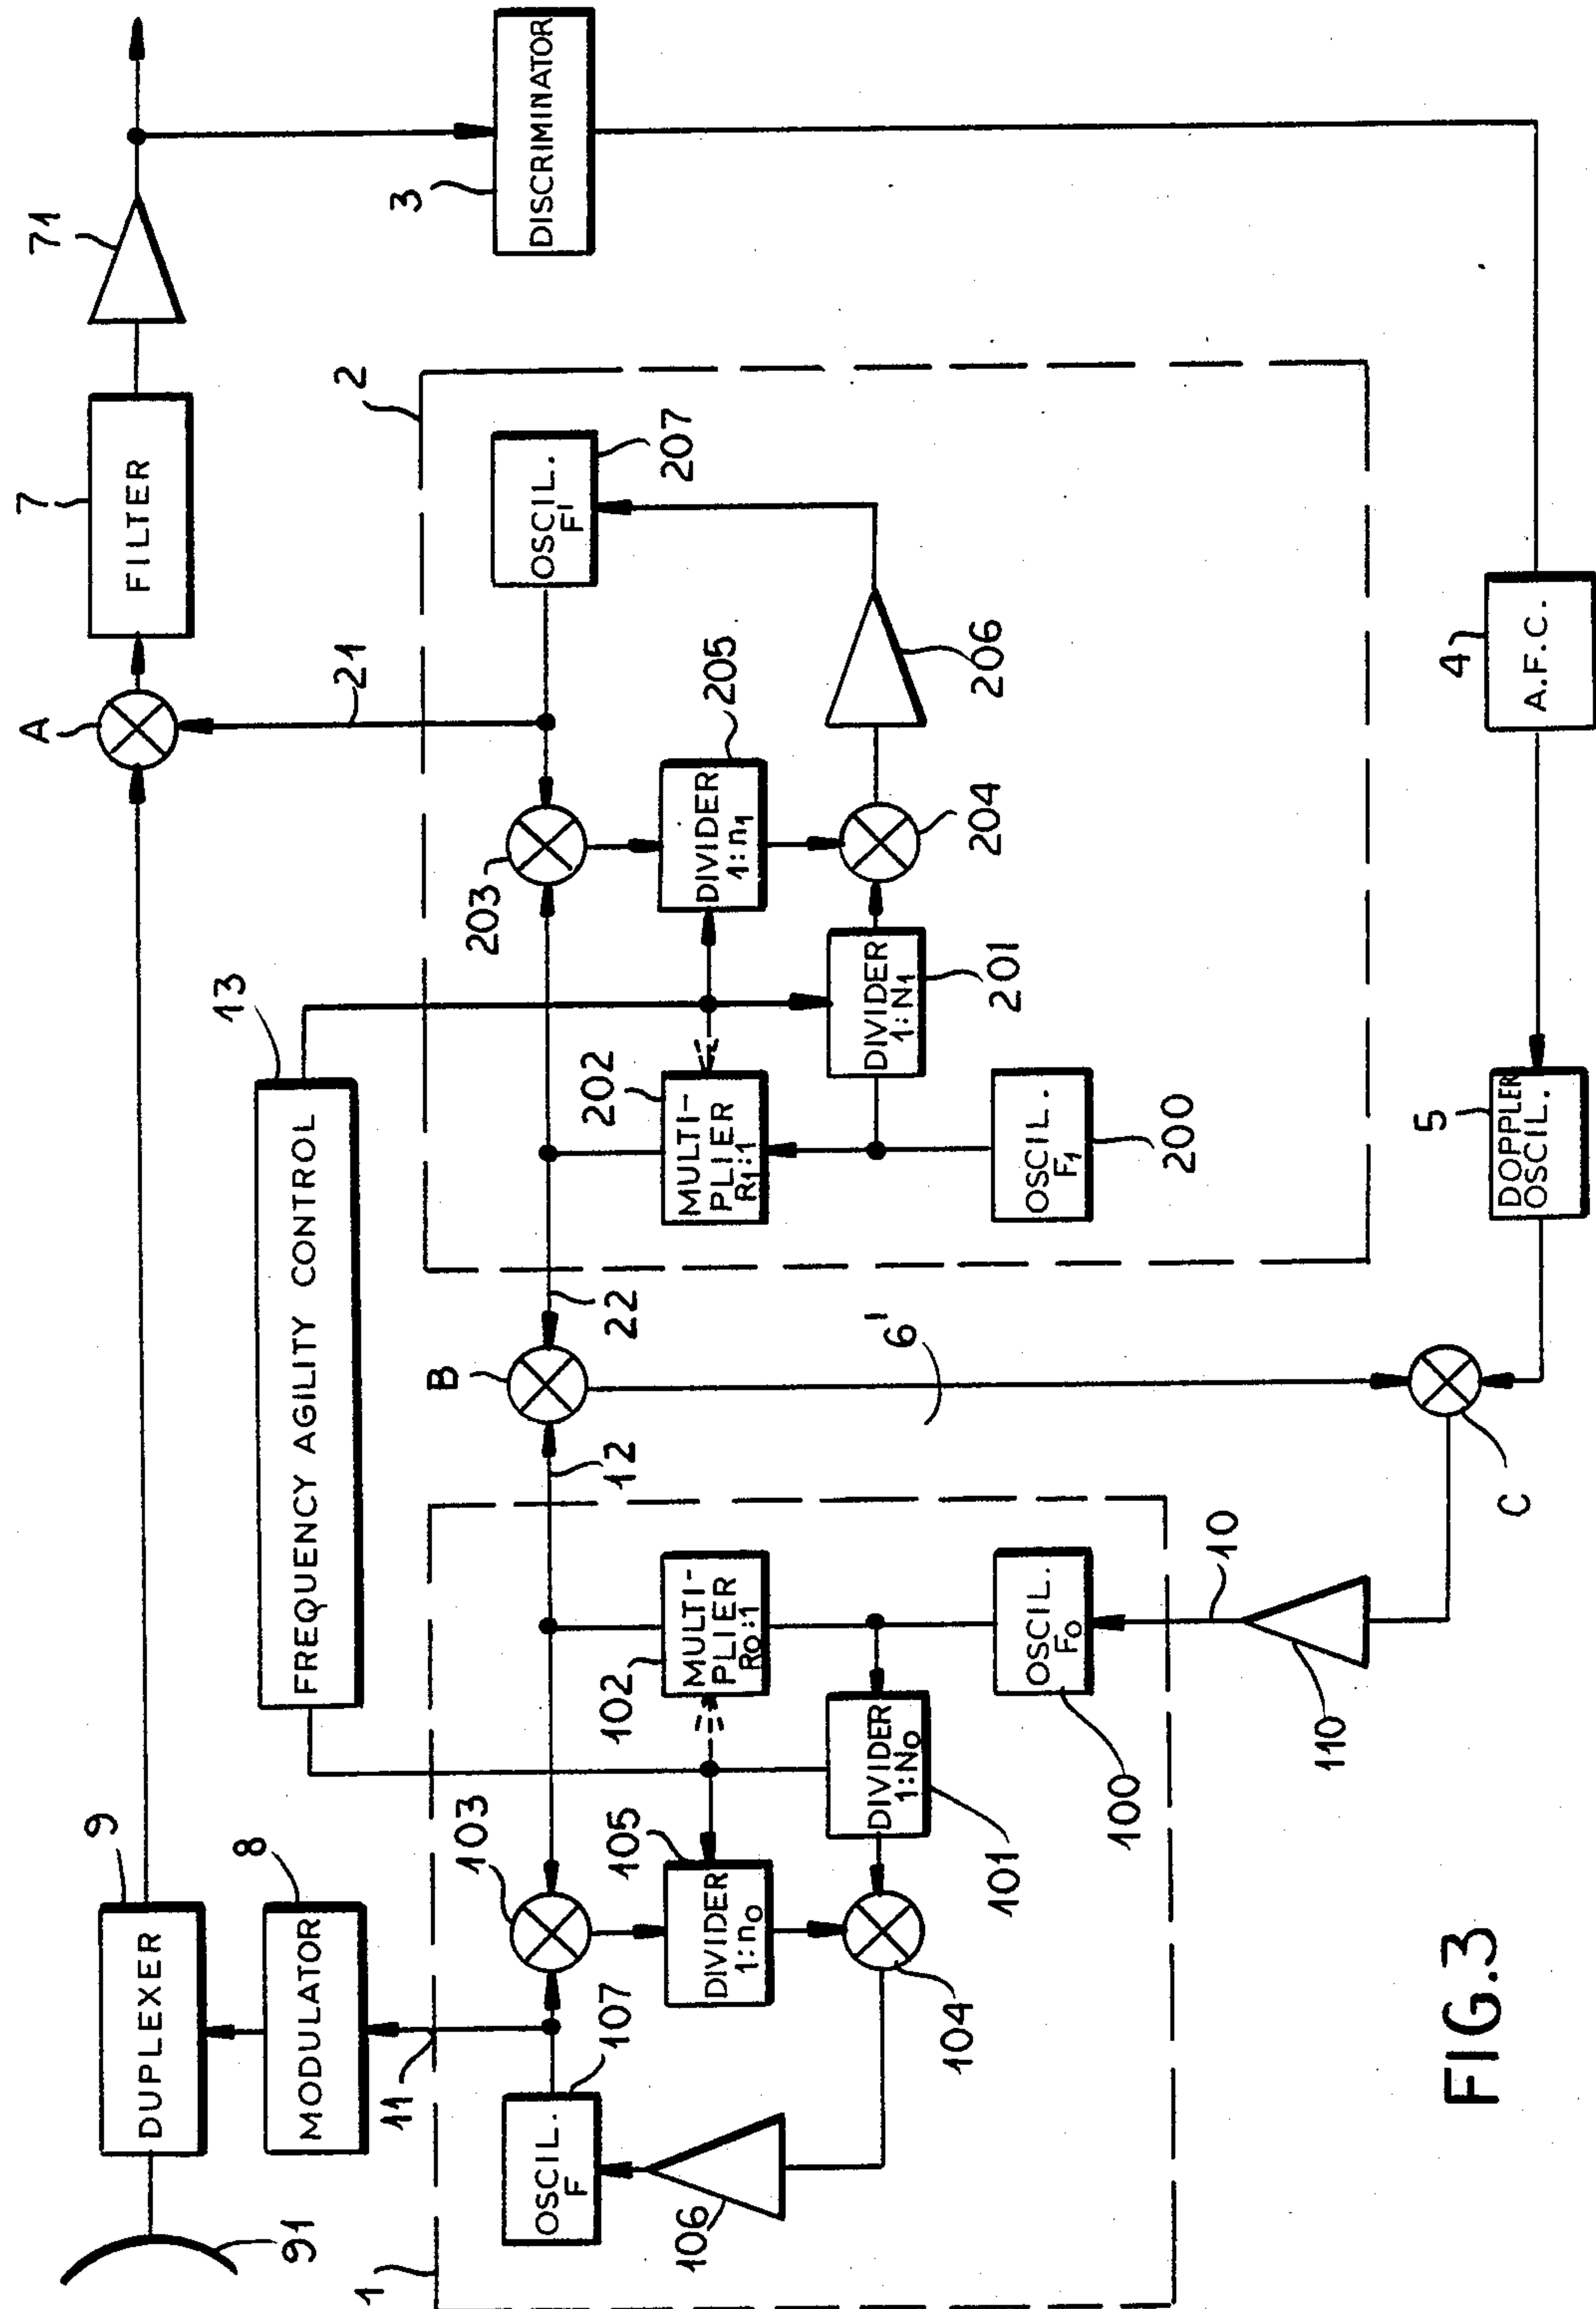 91
9
DUPLEXER
A
7
FILTER
71
8
MODULATOR
13
FREQUENCY AGILITY CONTROL
21
3
DISCRIMINATOR
1
11
OSCIL.
F
107
103
12
B
22
203
2
OSCIL.
F'
207
106
105
DIVIDER
1:n0
102
MULTI-
PLIER
R0:1
202
MULTI-
PLIER
R1:1
205
DIVIDER
1:n1
104
DIVIDER
1:N0
101
6'
DIVIDER
1:N1
201
204
206
OSCIL.
F0
100
OSCIL.
F1
200
10
110
C
5
DOPPLER
OSCIL.
4
A.F.C.
FIG.3